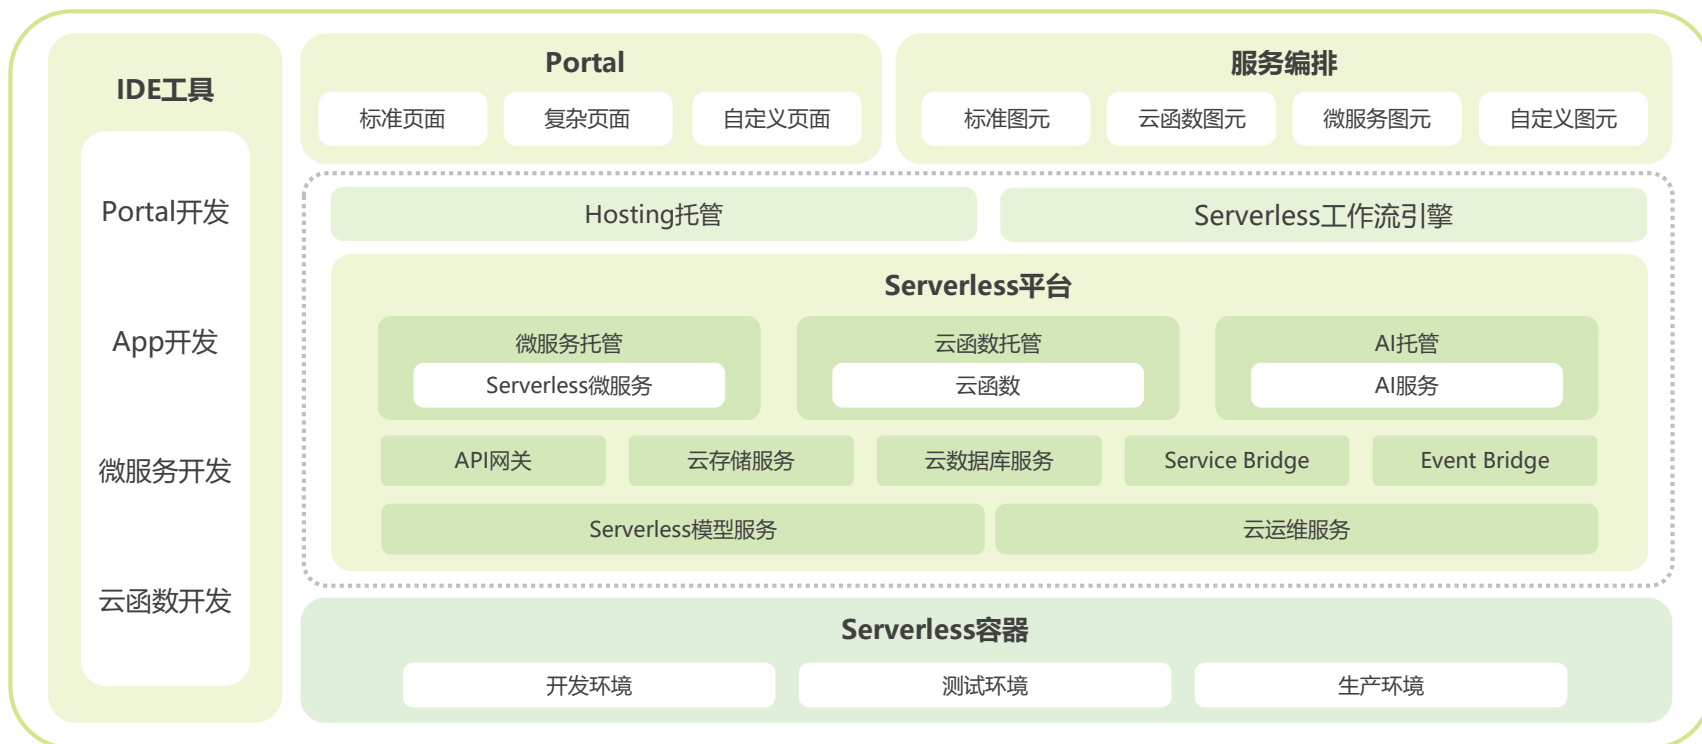 IDE工具
Portal开发
App开发
微服务开发
云函数开发
Portal
标准页面
复杂页面
自定义页面
服务编排
标准图元
云函数图元
微服务图元
自定义图元
Hosting托管
Serverless工作流引擎
Serverless平台
微服务托管
Serverless微服务
云函数托管
云函数
AI托管
AI服务
API网关
云存储服务
云数据库服务
Service Bridge
Event Bridge
Serverless模型服务
云运维服务
Serverless容器
开发环境
测试环境
生产环境